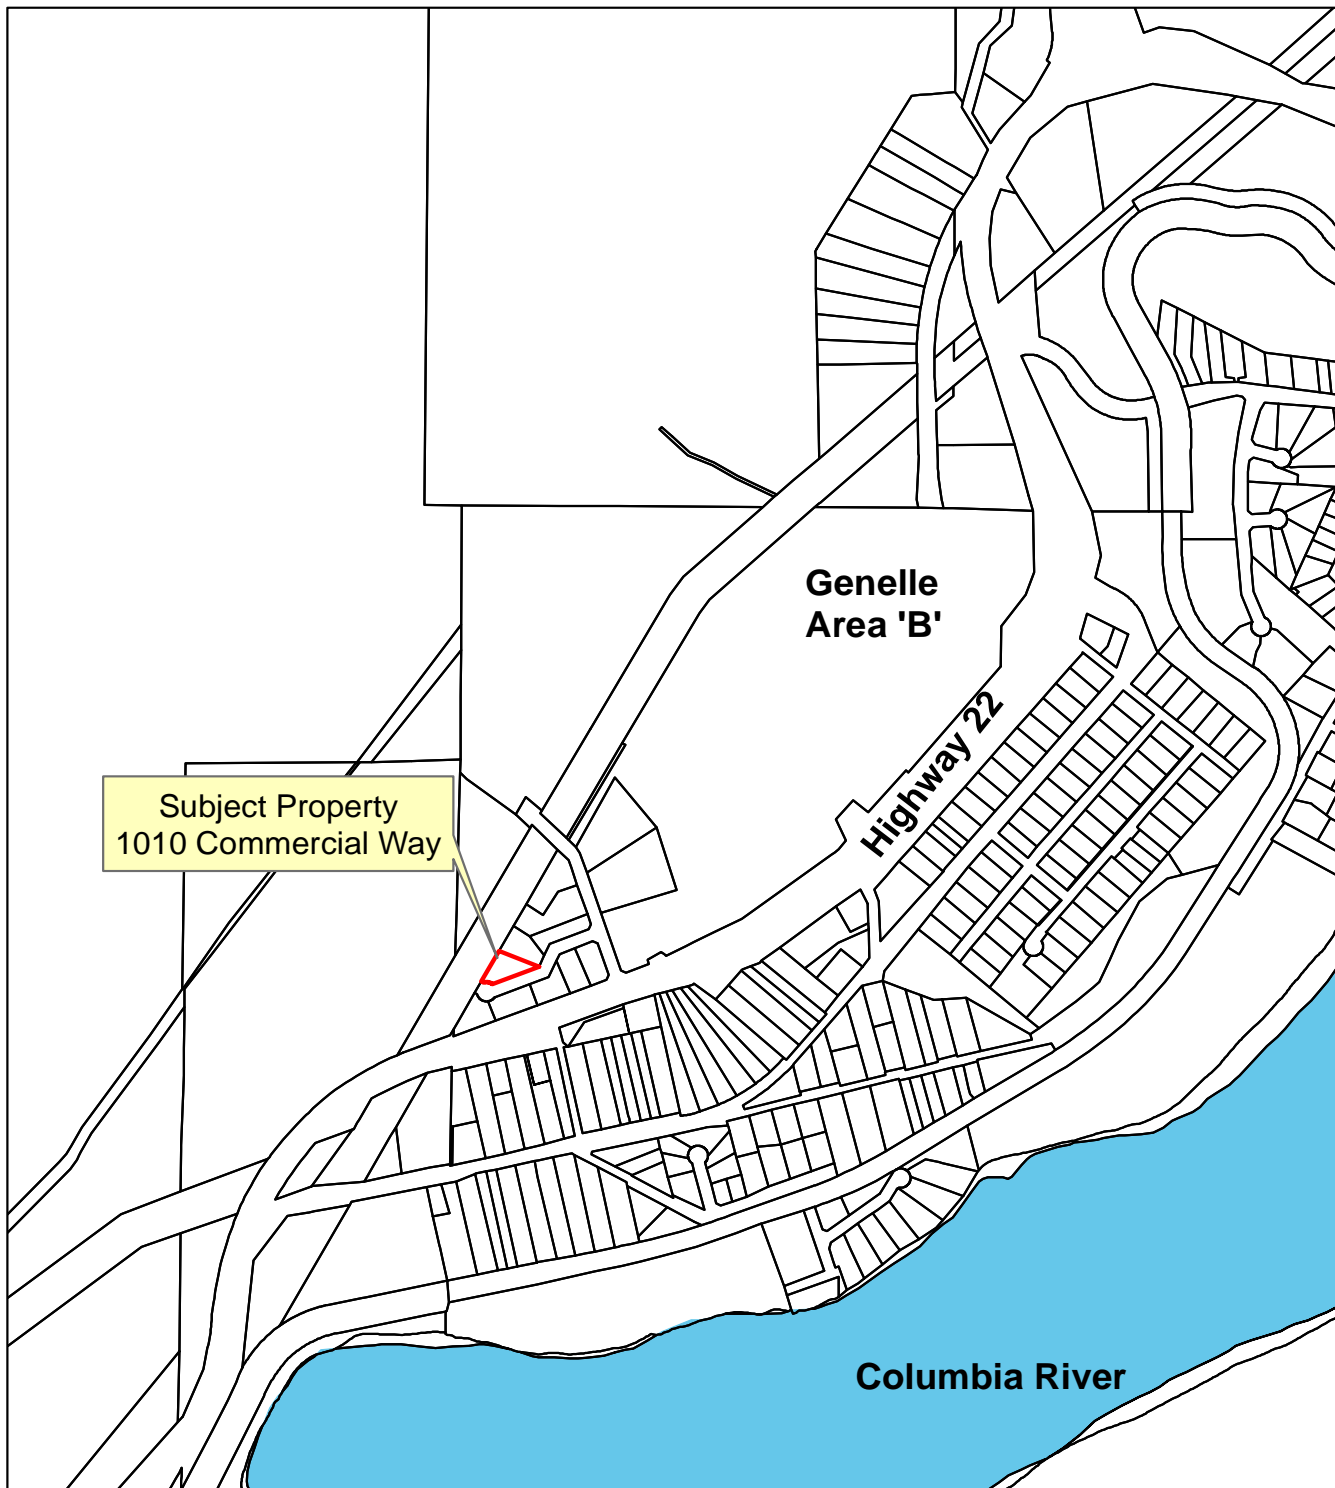 Genelle
Area 'B'
Highway 22
Subject Property
1010 Commercial Way
Columbia River